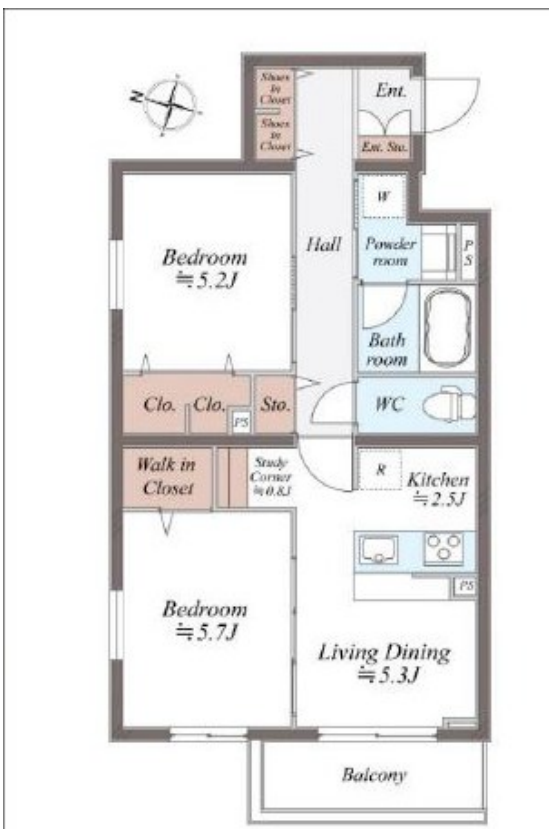 Shoes
in
Closet
Shoes
in
Closet
Ent.
Ent. Sto.
N
W
Hall
Powder
room
PS
Bedroom
≒5.2J
Bath
room
Clo.
Clo.
PS
Sto.
WC
Walk in
Closet
Study
Corner
≒0.8J
R
Kitchen
≒2.5J
PS
Bedroom
≒5.7J
Living Dining
≒5.3J
Balcony